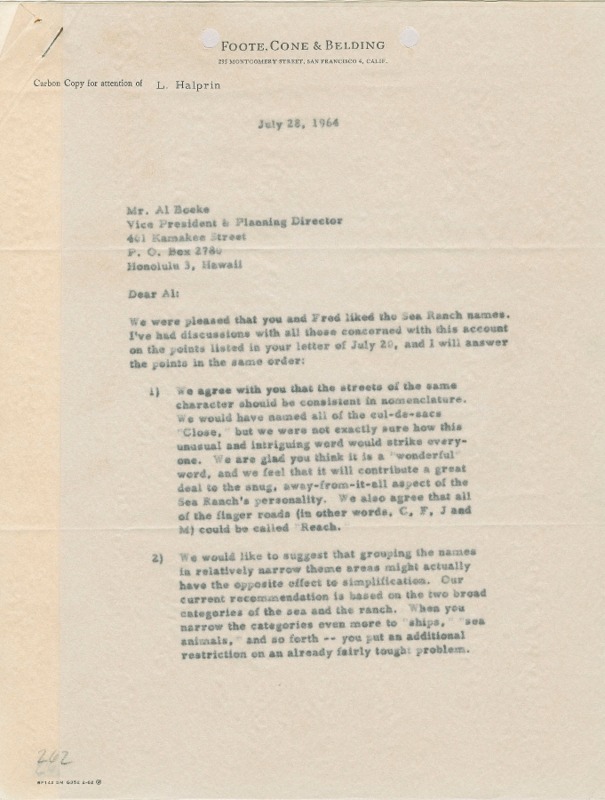 FOOTE, CONE & BELDING
235 MONTGOMERY STREET, SAN FRANCISCO 4, CALIF.
Carbon Copy for attention of L. Halprin
July 28, 1964
Mr. Al Boeke
Vice President & Planning Director
461 Kamakee Street
P. O. Box 2780
Honolulu 3, Hawaii
Dear Al:
We were pleased that you and Fred liked the Sea Ranch names.
I've had discussions with all those concerned with this account
on the points listed in your letter of July 20, and I will answer
the points in the same order:
1) We agree with you that the streets of the same
character should be consistent in nomenclature.
We would have named all of the cul-de-sacs
"Close," but we were not exactly sure how this
unusual and intriguing word would strike every-
one. We are glad you think it is a "wonderful"
word, and we feel that it will contribute a great
deal to the snug, away-from-it-all aspect of the
Sea Ranch's personality. We also agree that all
of the finger roads (in other words, C, F, J and
M) could be called "Reach.
2) We would like to suggest that grouping the names
in relatively narrow theme areas might actually
have the opposite effect to simplification. Our
current recommendation is based on the two broad
categories of the sea and the ranch. When you
narrow the categories even more to "ships," "sea
animals," and so forth -- you put an additional
restriction on an already fairly tough problem.
202